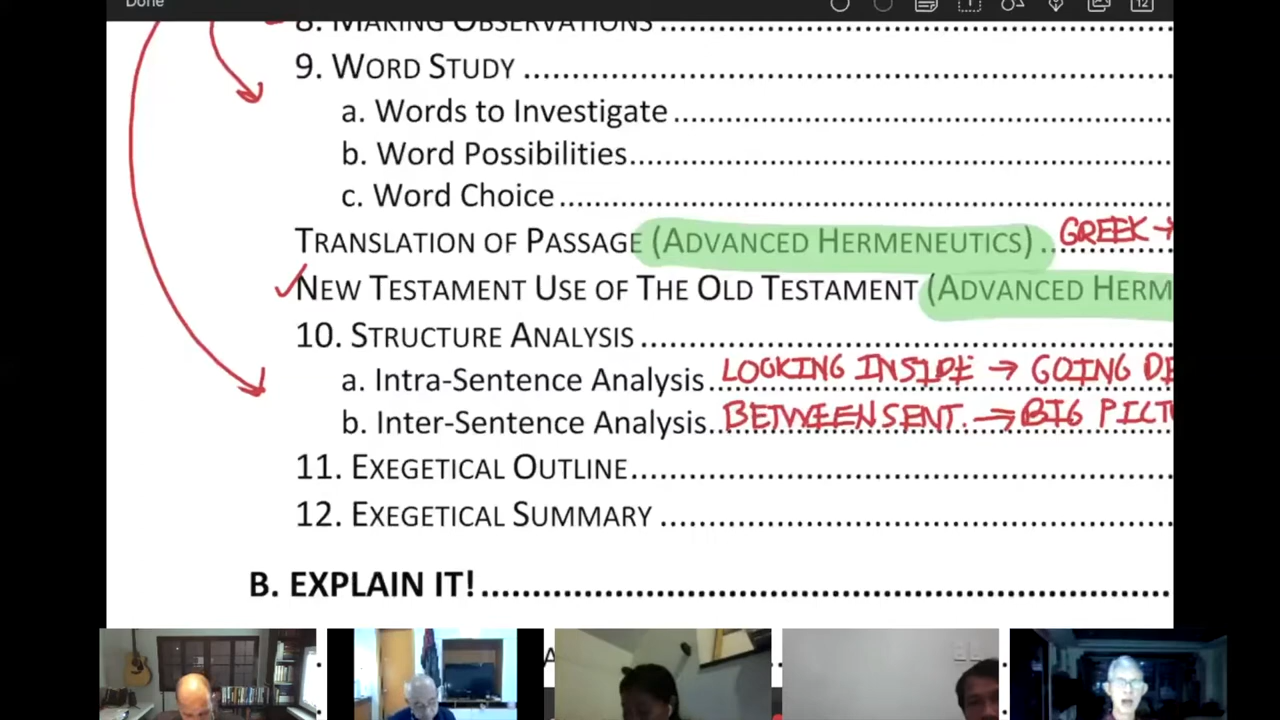 Done
8. MAKING OBSERVATIONS ............
9. WORD STUDY ............
a. Words to Investigate ............
b. Word Possibilities ............
c. Word Choice ............
TRANSLATION OF PASSAGE (ADVANCED HERMENEUTICS) ... GREEK →
NEW TESTAMENT USE OF THE OLD TESTAMENT (ADVANCED HERM
10. STRUCTURE ANALYSIS ............
a. Intra-Sentence Analysis .. LOOKING INSIDE → GOING DE
b. Inter-Sentence Analysis .. BETWEEN SENT. → BIG PICT
11. EXEGETICAL OUTLINE ............
12. EXEGETICAL SUMMARY ............
B. EXPLAIN IT! ............